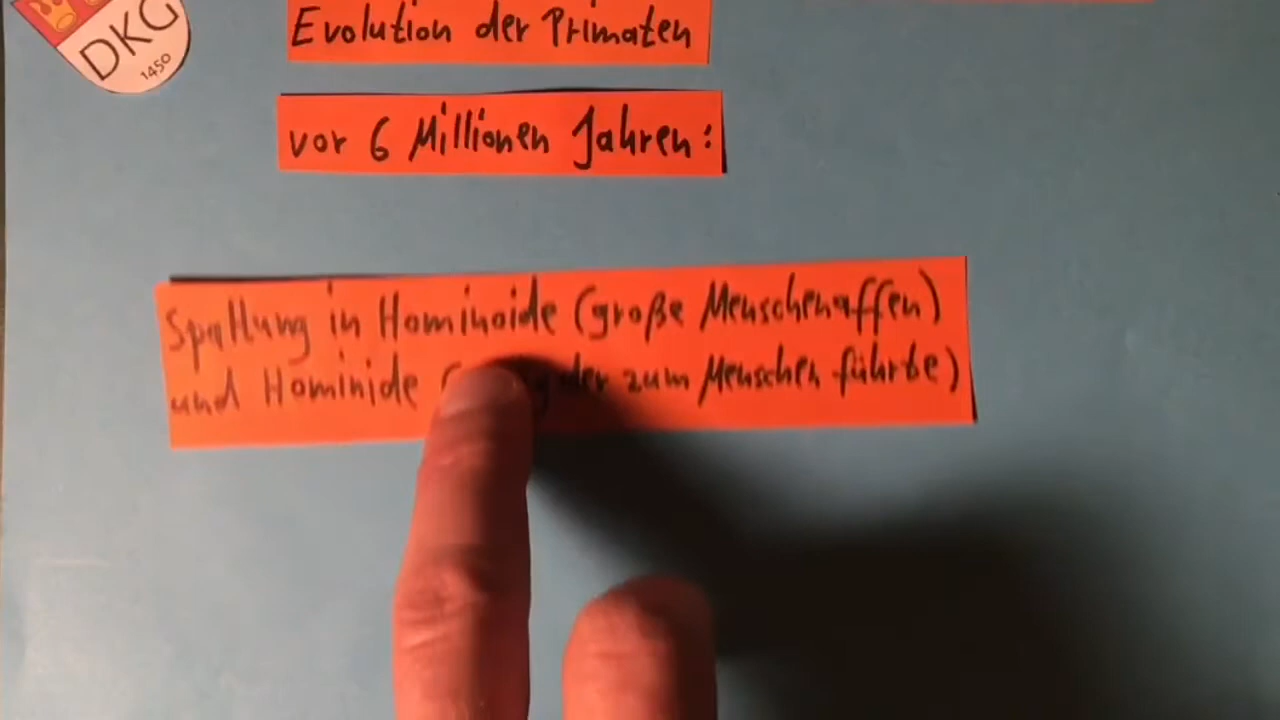 DKG
1450
Evolution der Primaten
vor 6 Millionen Jahren:
Spaltung in Hominoide (große Menschenaffen)
und Hominide ( der zum Menschen führte)